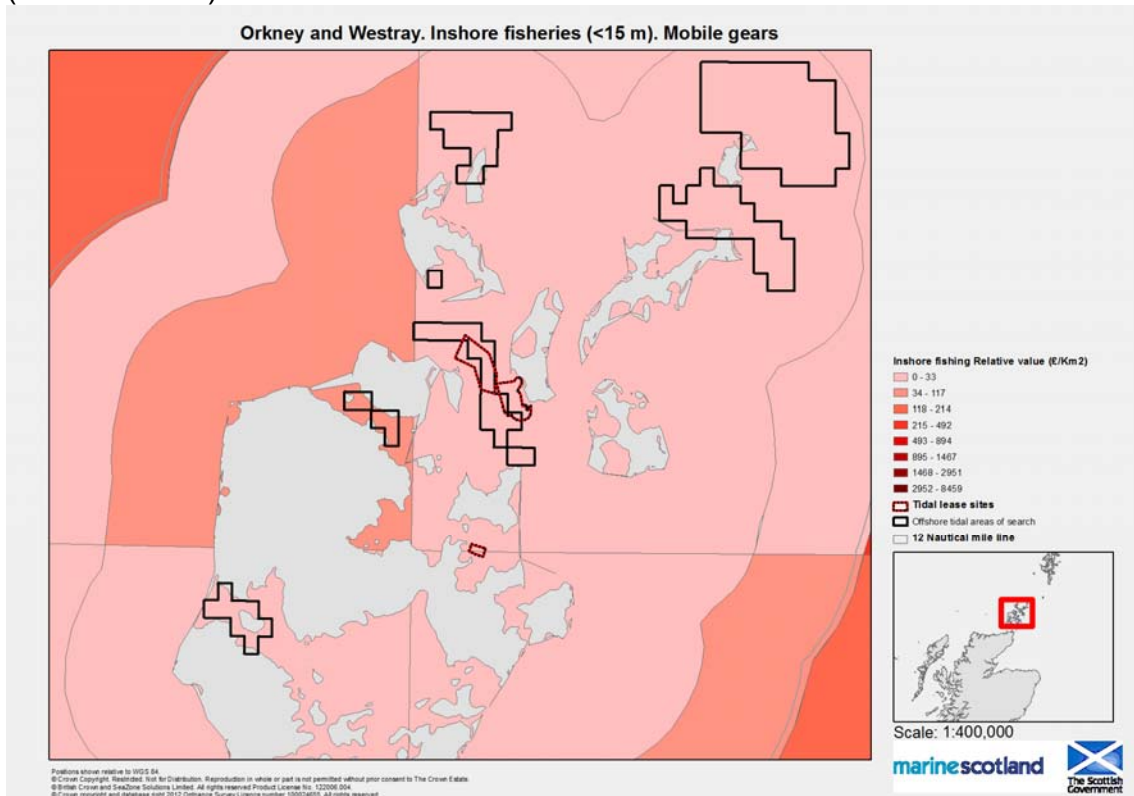 Orkney and Westray. Inshore fisheries (<15 m). Mobile gears
Inshore fishing Relative value (£/Km2)
0 - 33
34 - 117
118 - 214
215 - 492
493 - 894
895 - 1467
1468 - 2951
2952 - 8459
Tidal lease sites
Offshore tidal areas of search
12 Nautical mile line
Scale: 1:400,000
marinescotland
The Scottish
Government
Positions shown relative to WGS 84.
© Crown Copyright. Restricted. Not for Distribution. Reproduction in whole or part is not permitted without prior consent to The Crown Estate.
© British Crown and SeaZone Solutions Limited. All rights reserved Product License No. 122006.004.